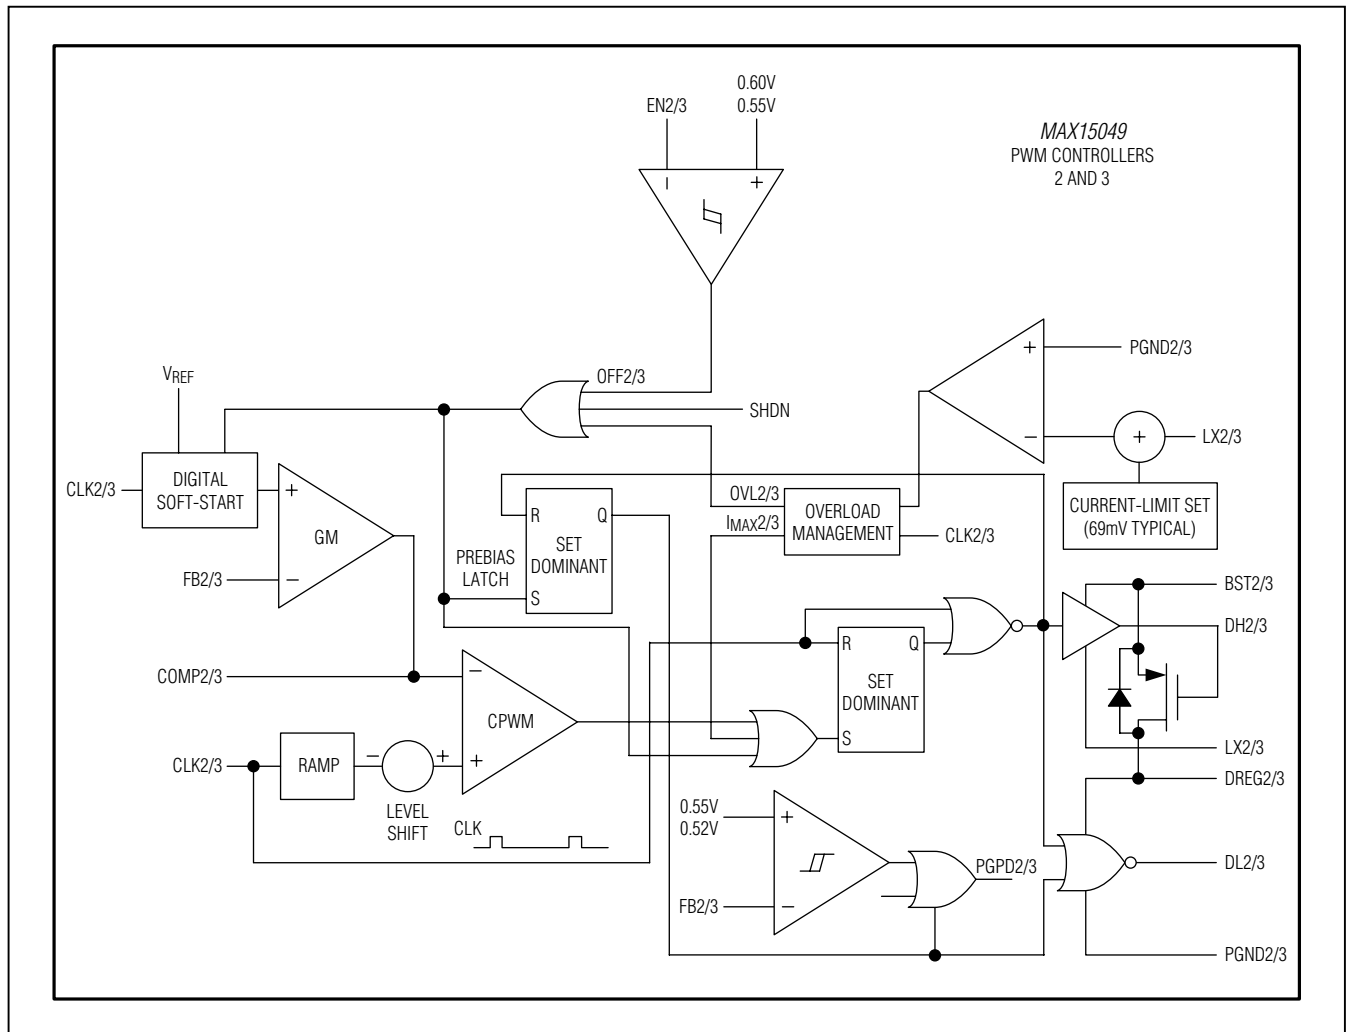 0.60V
EN2/3
0.55V
MAX15049
PWM CONTROLLERS
2 AND 3
−
+
+
PGND2/3
VREF
OFF2/3
SHDN
−
+
LX2/3
CLK2/3
DIGITAL
SOFT-START
+
GM
−
FB2/3
R
Q
SET
DOMINANT
S
PREBIAS
LATCH
OVL2/3
IMAX2/3
OVERLOAD
MANAGEMENT
CLK2/3
CURRENT-LIMIT SET
(69mV TYPICAL)
BST2/3
DH2/3
R
Q
SET
DOMINANT
S
COMP2/3
−
CPWM
+
CLK2/3
RAMP
−
+
LEVEL
SHIFT
CLK
LX2/3
DREG2/3
0.55V
0.52V
+
−
FB2/3
PGPD2/3
DL2/3
PGND2/3